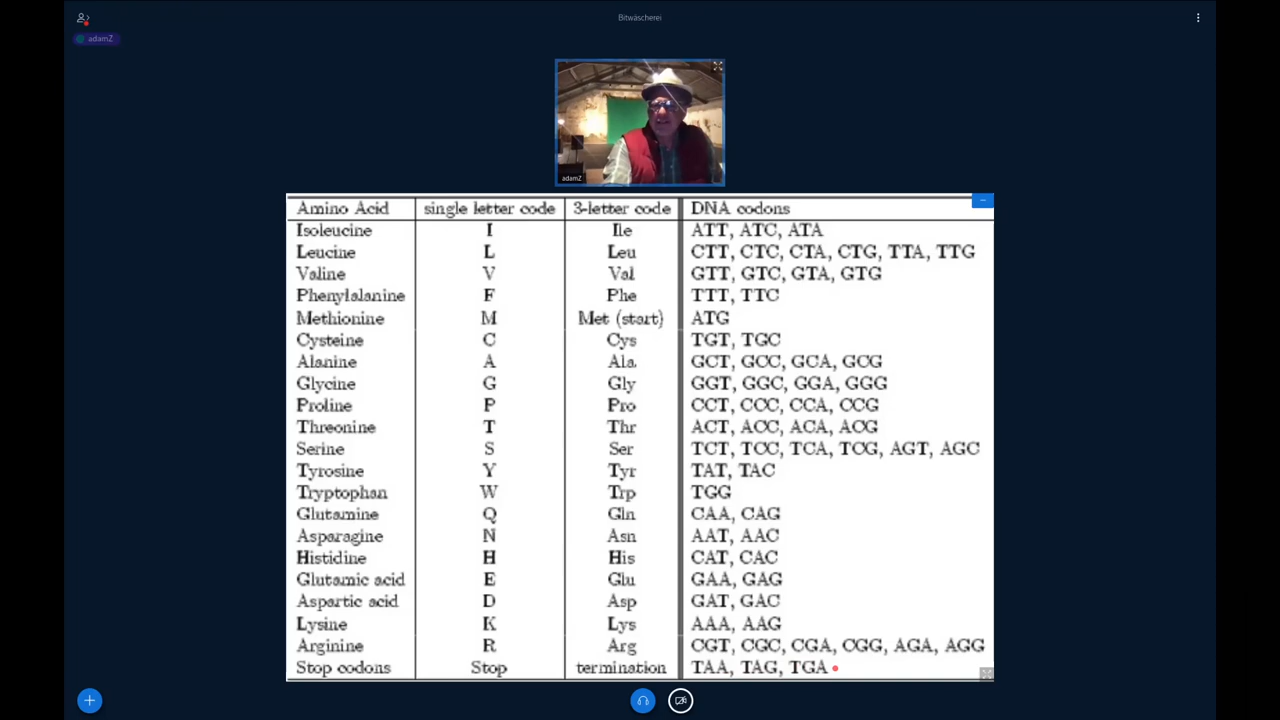 Bitwäscherei
adamZ
adamZ
Amino Acid single letter code 3-letter code DNA codons
Isoleucine I Ile ATT, ATC, ATA
Leucine L Leu CTT, CTC, CTA, CTG, TTA, TTG
Valine V Val GTT, GTC, GTA, GTG
Phenylalanine F Phe TTT, TTC
Methionine M Met (start) ATG
Cysteine C Cys TGT, TGC
Alanine A Ala GCT, GCC, GCA, GCG
Glycine G Gly GGT, GGC, GGA, GGG
Proline P Pro CCT, CCC, CCA, CCG
Threonine T Thr ACT, ACC, ACA, ACG
Serine S Ser TCT, TCC, TCA, TCG, AGT, AGC
Tyrosine Y Tyr TAT, TAC
Tryptophan W Trp TGG
Glutamine Q Gln CAA, CAG
Asparagine N Asn AAT, AAC
Histidine H His CAT, CAC
Glutamic acid E Glu GAA, GAG
Aspartic acid D Asp GAT, GAC
Lysine K Lys AAA, AAG
Arginine R Arg CGT, CGC, CGA, CGG, AGA, AGG
Stop codons Stop termination TAA, TAG, TGA